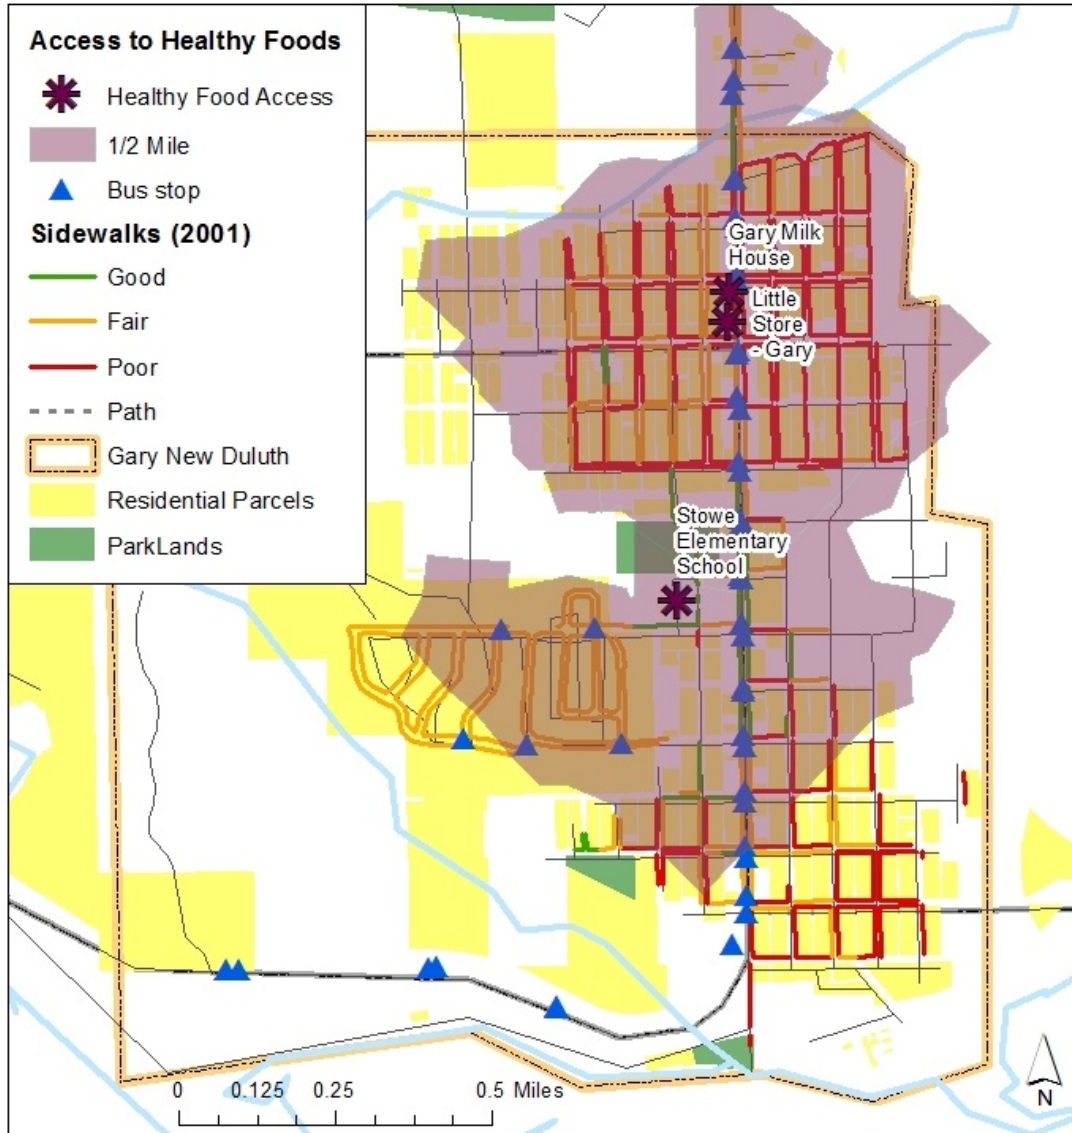 Access to Healthy Foods
Healthy Food Access
1/2 Mile
Bus stop
Sidewalks (2001)
Good
Fair
Poor
Path
Gary New Duluth
Residential Parcels
ParkLands
Gary Milk
House
Little
Store
- Gary
Stowe
Elementary
School
0 0.125 0.25 0.5 Miles
N